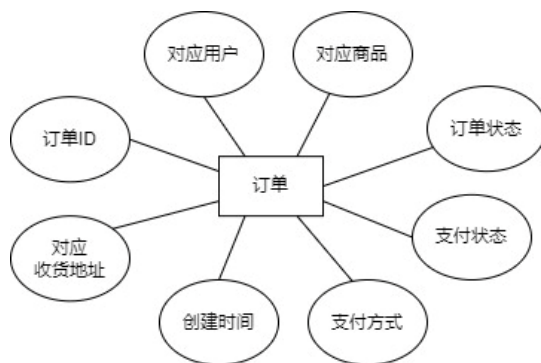 对应用户
对应商品
订单ID
订单状态
订单
对应
收货地址
支付状态
创建时间
支付方式